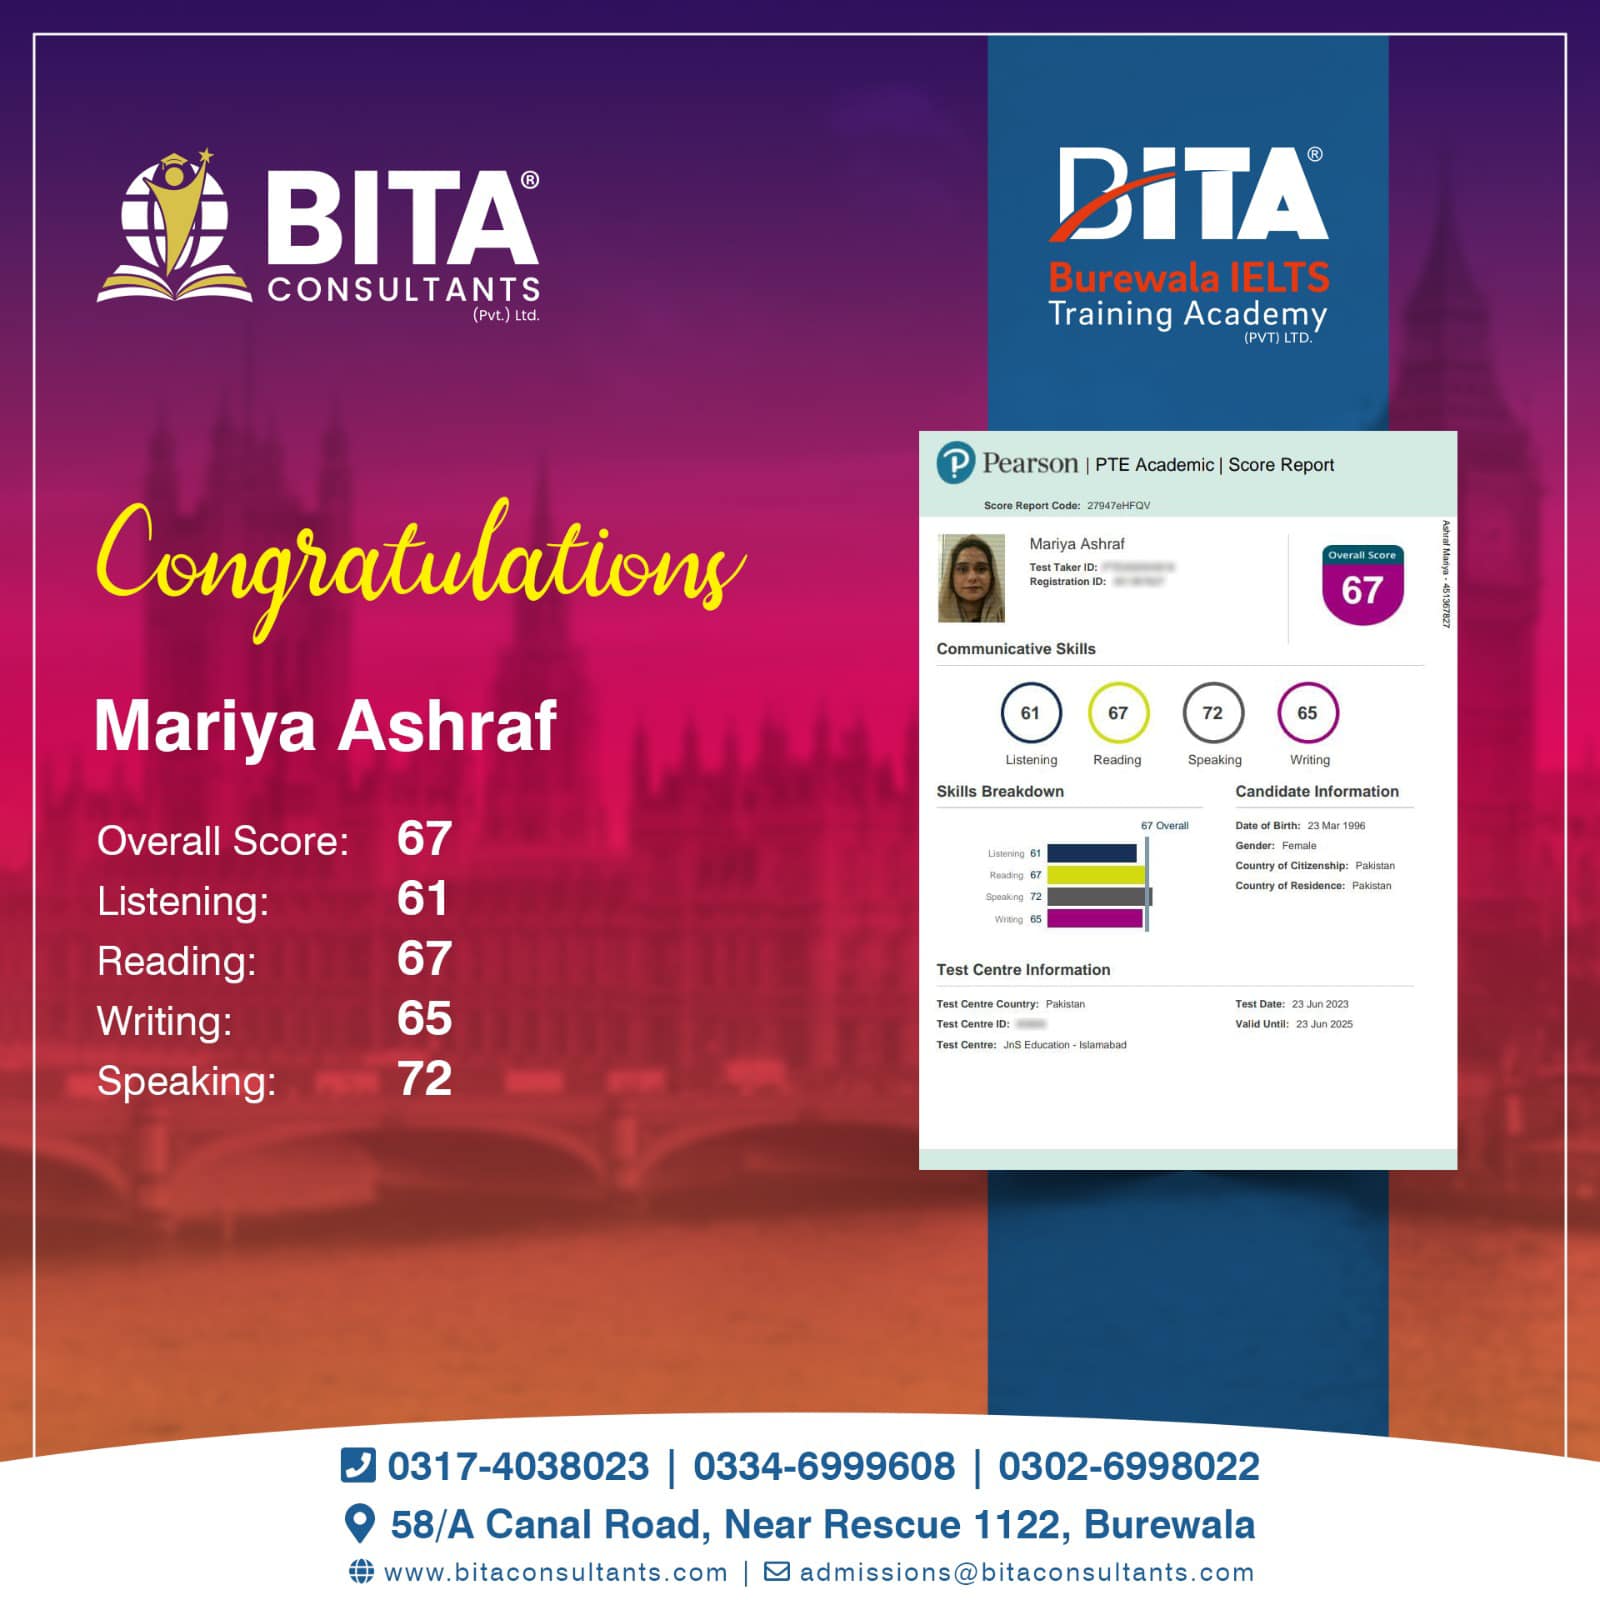 BITA®
CONSULTANTS
(Pvt.) Ltd.
BITA®
Burewala IELTS
Training Academy
(PVT) LTD.
Congratulations
Mariya Ashraf
Overall Score: 67
Listening: 61
Reading: 67
Writing: 65
Speaking: 72
Pearson | PTE Academic | Score Report
Score Report Code: 27947eHFQV
Mariya Ashraf
Test Taker ID:
Registration ID:
Overall Score
67
Ashraf Mariya - 451367827
Communicative Skills
61 67 72 65
Listening Reading Speaking Writing
Skills Breakdown
67 Overall
Listening 61
Reading 67
Speaking 72
Writing 65
Candidate Information
Date of Birth: 23 Mar 1996
Gender: Female
Country of Citizenship: Pakistan
Country of Residence: Pakistan
Test Centre Information
Test Centre Country: Pakistan
Test Centre ID:
Test Centre: JnS Education - Islamabad
Test Date: 23 Jun 2023
Valid Until: 23 Jun 2025
0317-4038023 | 0334-6999608 | 0302-6998022
58/A Canal Road, Near Rescue 1122, Burewala
www.bitaconsultants.com | admissions@bitaconsultants.com